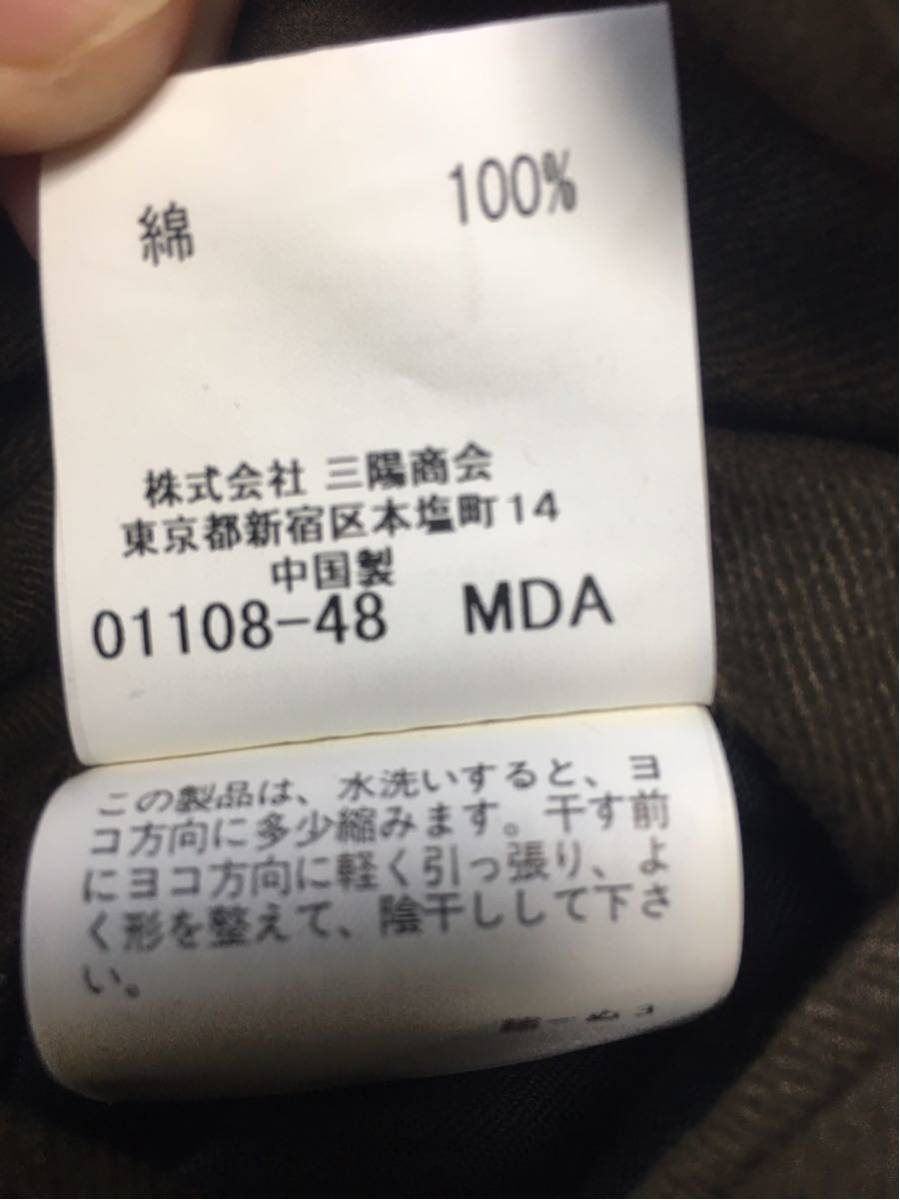 綿 100%
株式会社 三陽商会
東京都新宿区本塩町14
中国製
01108-48 MDA
この製品は、水洗いすると、ヨ
コ方向に多少縮みます。干す前
にヨコ方向に軽く引っ張り、よ
く形を整えて、陰干しして下さ
い。